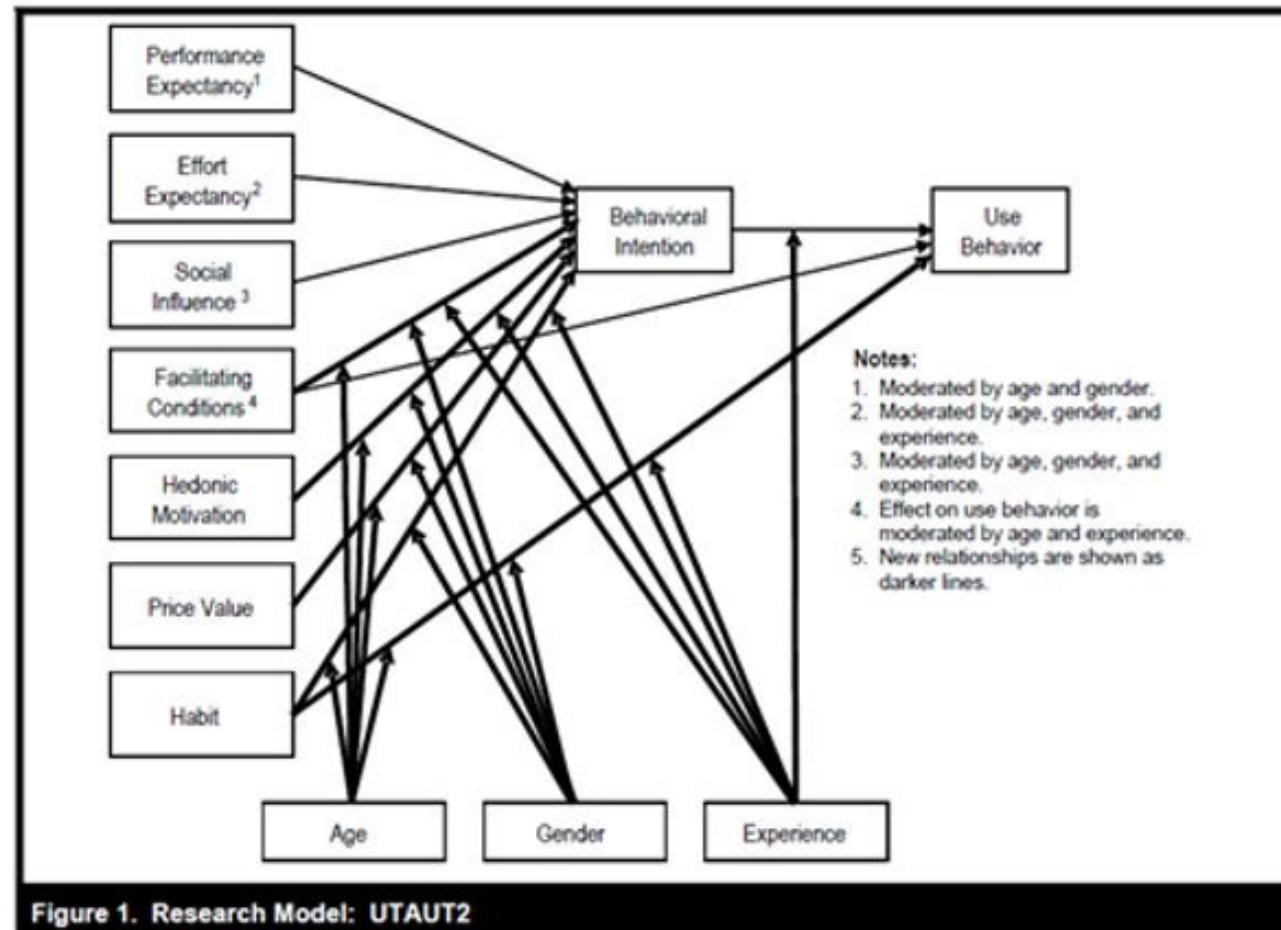 Performance
Expectancy¹
Effort
Expectancy²
Social
Influence ³
Facilitating
Conditions ⁴
Hedonic
Motivation
Price Value
Habit
Behavioral
Intention
Use
Behavior
Notes:
1. Moderated by age and gender.
2. Moderated by age, gender, and
experience.
3. Moderated by age, gender, and
experience.
4. Effect on use behavior is
moderated by age and experience.
5. New relationships are shown as
darker lines.
Age
Gender
Experience
Figure 1. Research Model: UTAUT2